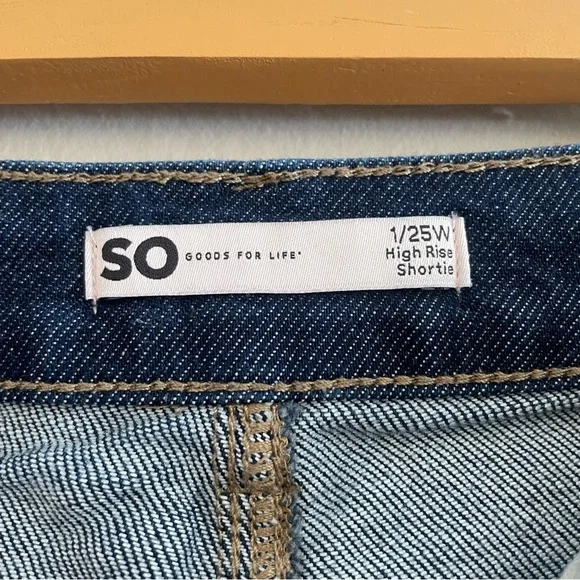 SO GOODS FOR LIFE•
1/25W
High Rise
Shortie